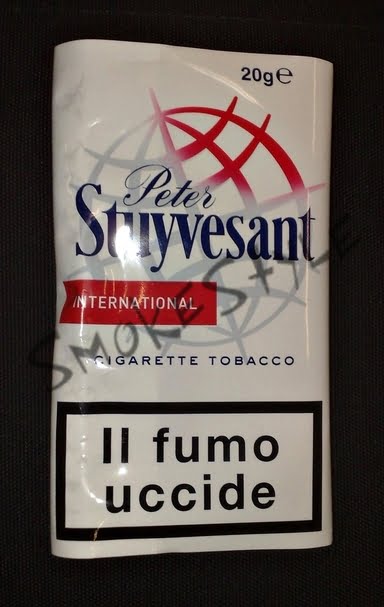 20g℮
Peter
Stuyvesant
INTERNATIONAL
CIGARETTE TOBACCO
SMOKESTYLE
Il fumo
uccide